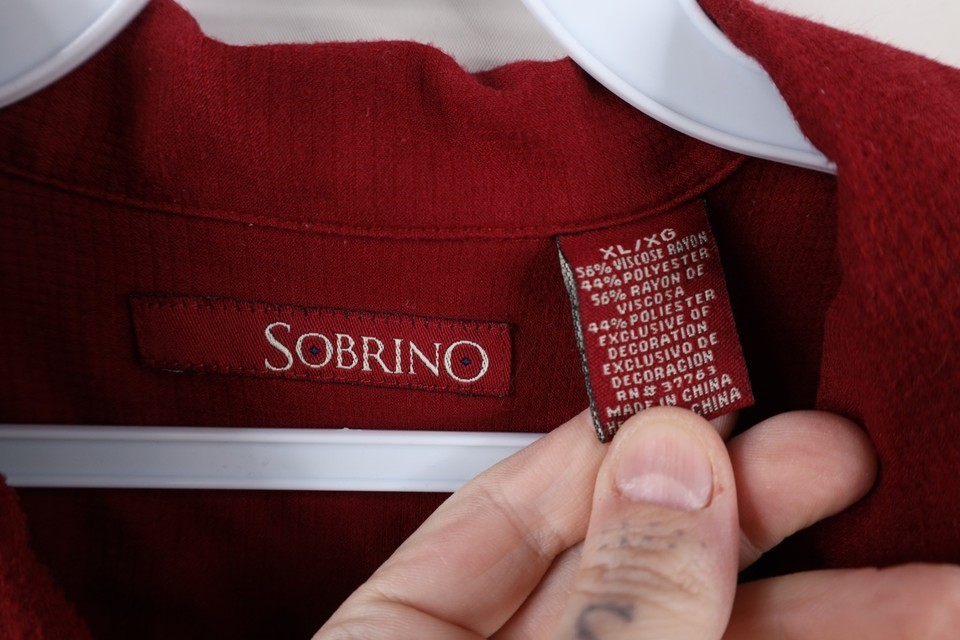 SOBRINO
XL/XG
56% VISCOSE RAYON
44% POLYESTER
56% RAYON DE
VISCOSA
44% POLIESTER
EXCLUSIVE OF
DECORATION
EXCLUSIVO DE
DECORACION
RN# 37763
MADE IN CHINA
CHINA